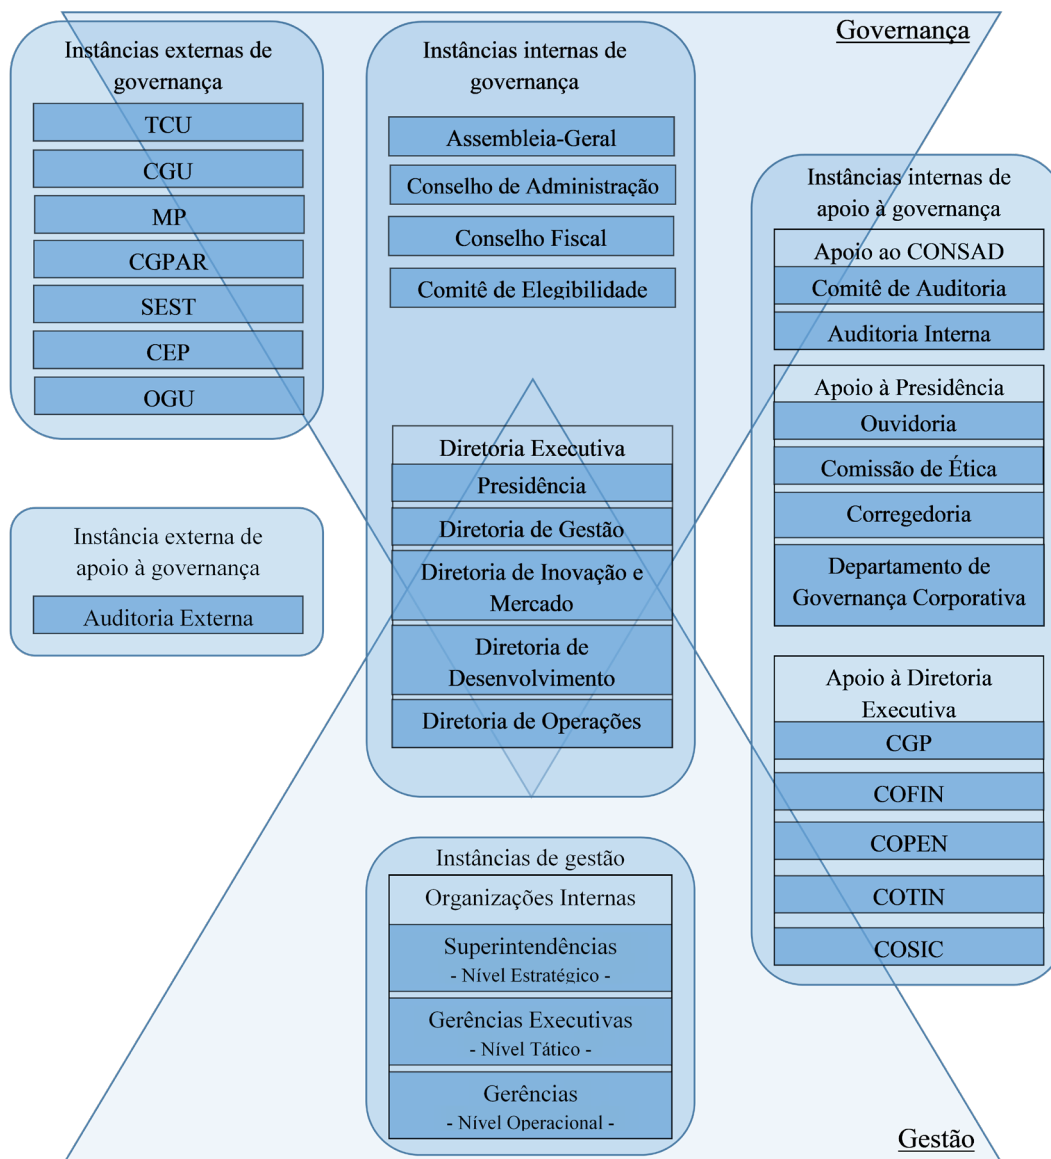 Governança
Instâncias externas de
governança
TCU
CGU
MP
CGPAR
SEST
CEP
OGU
Instância externa de
apoio à governança
Auditoria Externa
Instâncias internas de
governança
Assembleia-Geral
Conselho de Administração
Conselho Fiscal
Comitê de Elegibilidade
Diretoria Executiva
Presidência
Diretoria de Gestão
Diretoria de Inovação e
Mercado
Diretoria de
Desenvolvimento
Diretoria de Operações
Instâncias de gestão
Organizações Internas
Superintendências
- Nível Estratégico -
Gerências Executivas
- Nível Tático -
Gerências
- Nível Operacional -
Instâncias internas de
apoio à governança
Apoio ao CONSAD
Comitê de Auditoria
Auditoria Interna
Apoio à Presidência
Ouvidoria
Comissão de Ética
Corregedoria
Departamento de
Governança Corporativa
Apoio à Diretoria
Executiva
CGP
COFIN
COPEN
COTIN
COSIC
Gestão